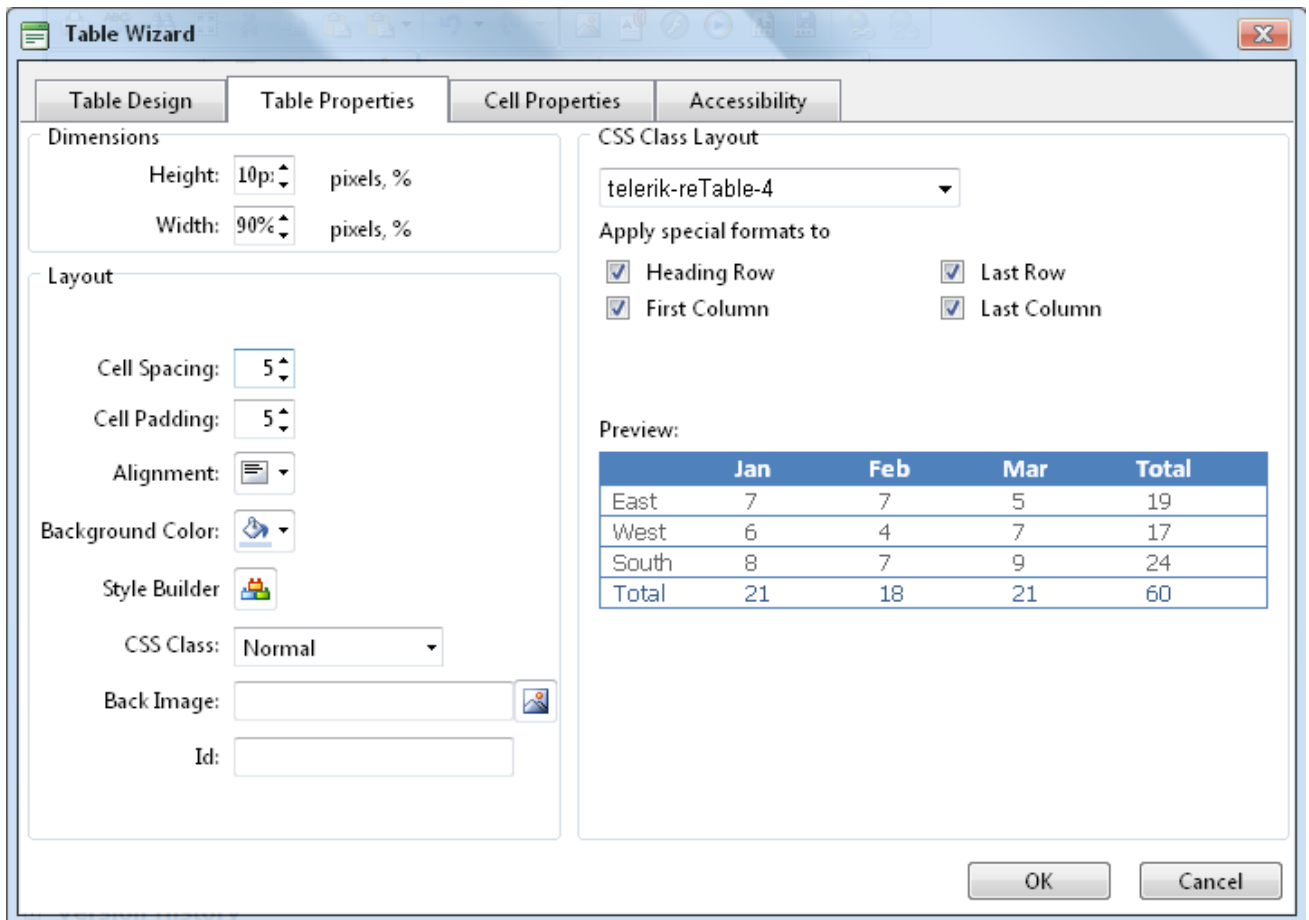 Table Wizard
Table Design Table Properties Cell Properties Accessibility
Dimensions
Height: 10p: pixels, %
Width: 90% pixels, %
Layout
Cell Spacing: 5
Cell Padding: 5
Alignment:
Background Color:
Style Builder
CSS Class: Normal
Back Image:
Id:
CSS Class Layout
telerik-reTable-4
Apply special formats to
Heading Row Last Row
First Column Last Column
Preview:
Jan Feb Mar Total
East 7 7 5 19
West 6 4 7 17
South 8 7 9 24
Total 21 18 21 60
OK Cancel
Version History